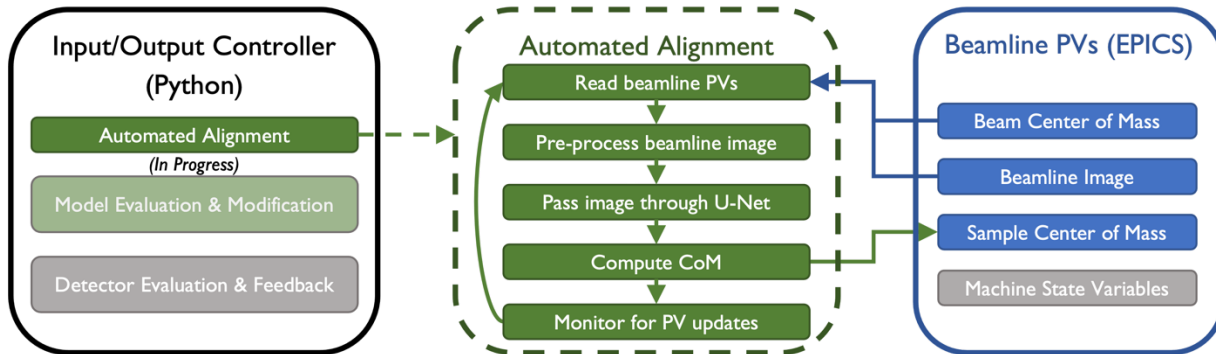 Input/Output Controller
(Python)
Automated Alignment
(In Progress)
Model Evaluation & Modification
Detector Evaluation & Feedback
Automated Alignment
Read beamline PVs
Pre-process beamline image
Pass image through U-Net
Compute CoM
Monitor for PV updates
Beamline PVs (EPICS)
Beam Center of Mass
Beamline Image
Sample Center of Mass
Machine State Variables